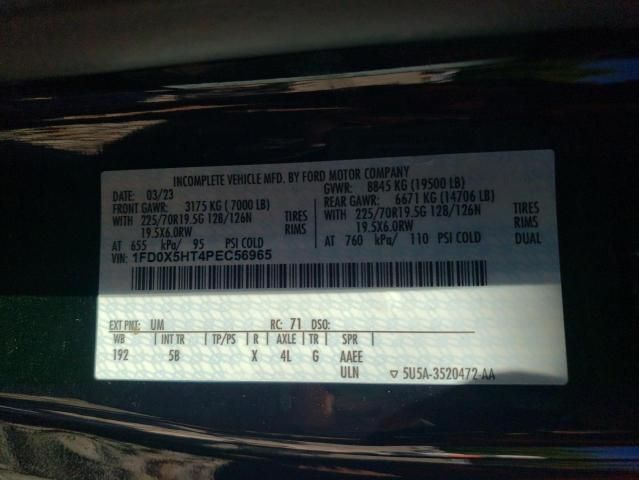 INCOMPLETE VEHICLE MFD. BY FORD MOTOR COMPANY
DATE: 03/23 GVWR: 8845 KG (19500 LB)
FRONT GAWR: 3175 KG ( 7000 LB) REAR GAWR: 6671 KG (14706 LB)
WITH 225/70R19.5G 128/126N TIRES WITH 225/70R19.5G 128/126N TIRES
19.5X6.0RW RIMS 19.5X6.0RW RIMS
AT 655 kPa/ 95 PSI COLD AT 760 kPa/ 110 PSI COLD DUAL
VIN: 1FD0X5HT4PEC56965
EXT PNT: UM RC: 71 DSO:
WB INT TR TP/PS R AXLE TR SPR
192 5B X 4L G AAEE
ULN ▽ 5U5A-3520472-AA